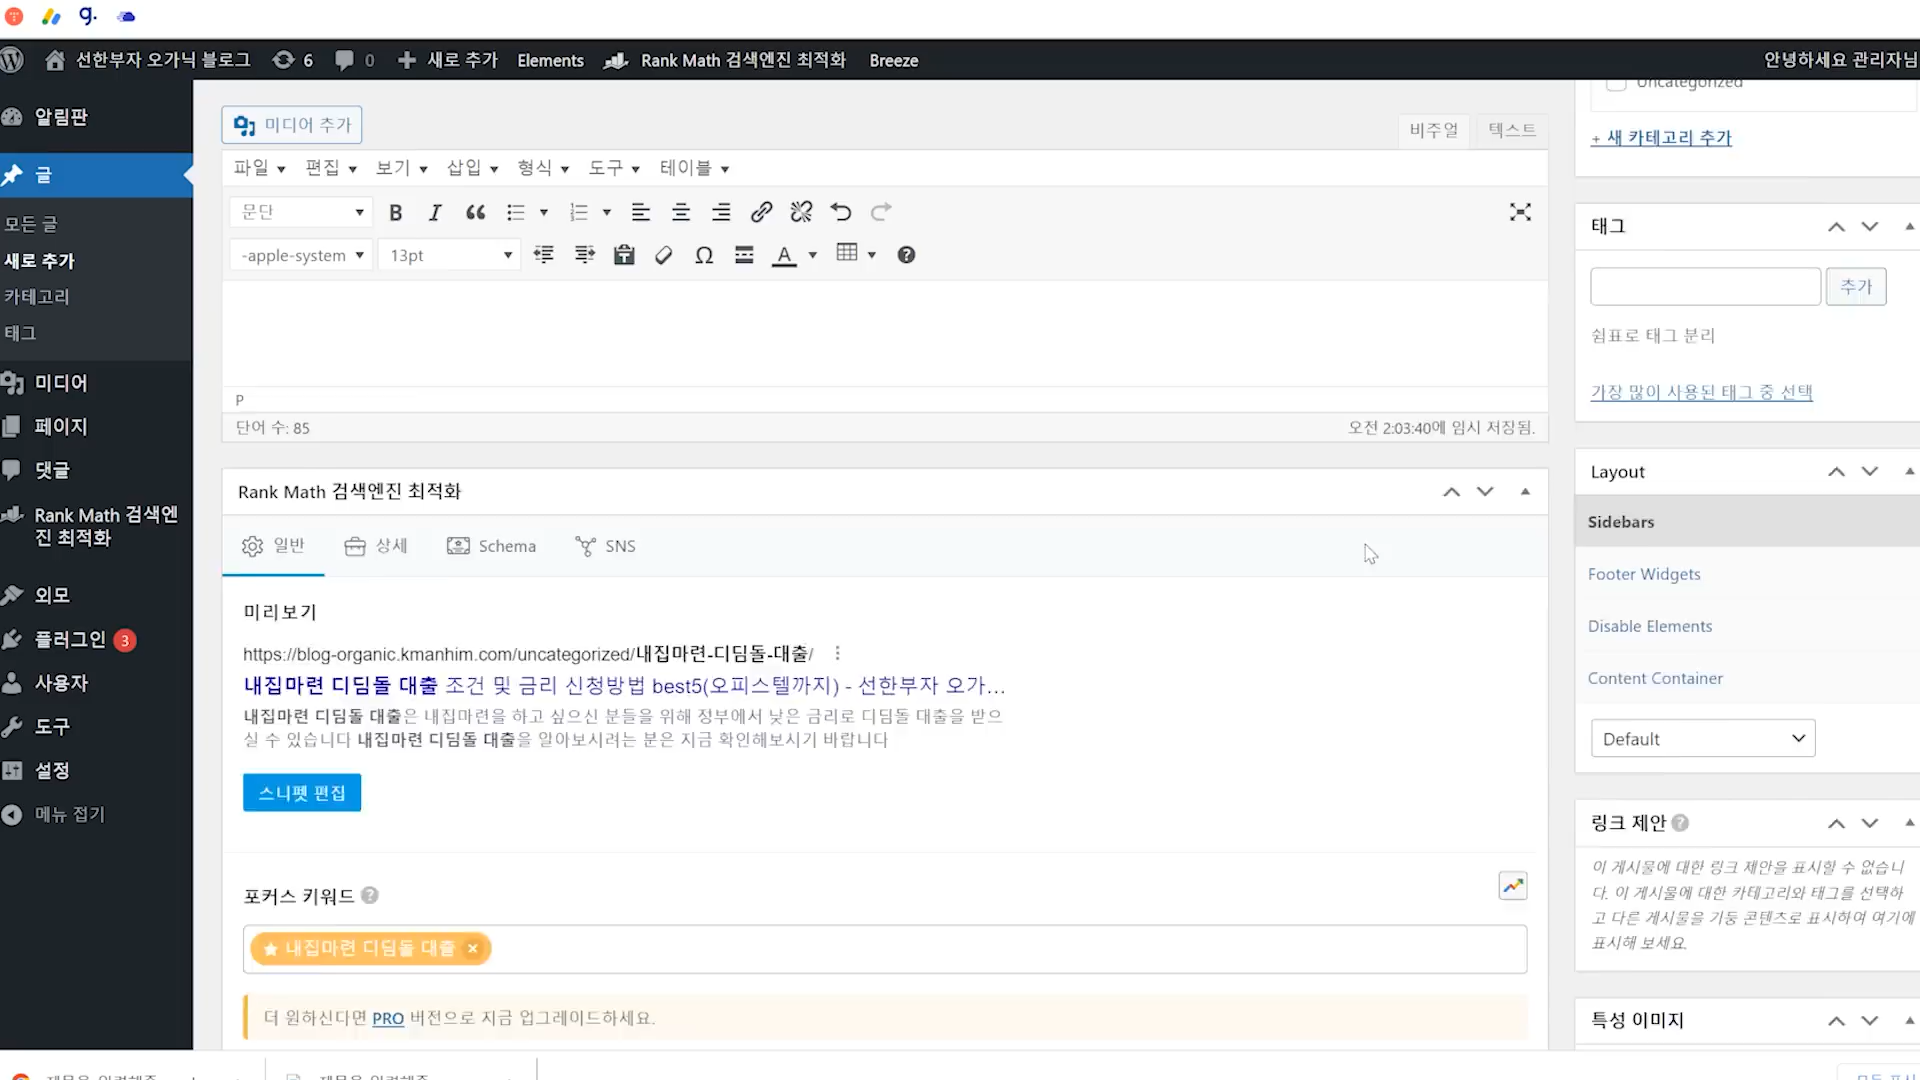 g.
선한부자 오가닉 블로그 6 0 새로 추가 Elements Rank Math 검색엔진 최적화 Breeze 안녕하세요 관리자님
알림판
글
모든 글
새로 추가
카테고리
태그
미디어
페이지
댓글
Rank Math 검색엔
진 최적화
외모
플러그인 3
사용자
도구
설정
메뉴 접기
미디어 추가
비주얼 텍스트
파일 편집 보기 삽입 형식 도구 테이블
문단
-apple-system 13pt
P
단어 수: 85 오전 2:03:40에 임시 저장됨.
Rank Math 검색엔진 최적화
일반 상세 Schema SNS
미리보기
https://blog-organic.kmanhim.com/uncategorized/내집마련-디딤돌-대출/
내집마련 디딤돌 대출 조건 및 금리 신청방법 best5(오피스텔까지) - 선한부자 오가...
내집마련 디딤돌 대출은 내집마련을 하고 싶으신 분들을 위해 정부에서 낮은 금리로 디딤돌 대출을 받으
실 수 있습니다 내집마련 디딤돌 대출을 알아보시려는 분은 지금 확인해보시기 바랍니다
스니펫 편집
포커스 키워드
내집마련 디딤돌 대출
더 원하신다면 PRO 버전으로 지금 업그레이드하세요.
Uncategorized
+ 새 카테고리 추가
태그
추가
쉼표로 태그 분리
가장 많이 사용된 태그 중 선택
Layout
Sidebars
Footer Widgets
Disable Elements
Content Container
Default
링크 제안
이 게시물에 대한 링크 제안을 표시할 수 없습니
다. 이 게시물에 대한 카테고리와 태그를 선택하
고 다른 게시물을 기둥 콘텐츠로 표시하여 여기에
표시해 보세요.
특성 이미지